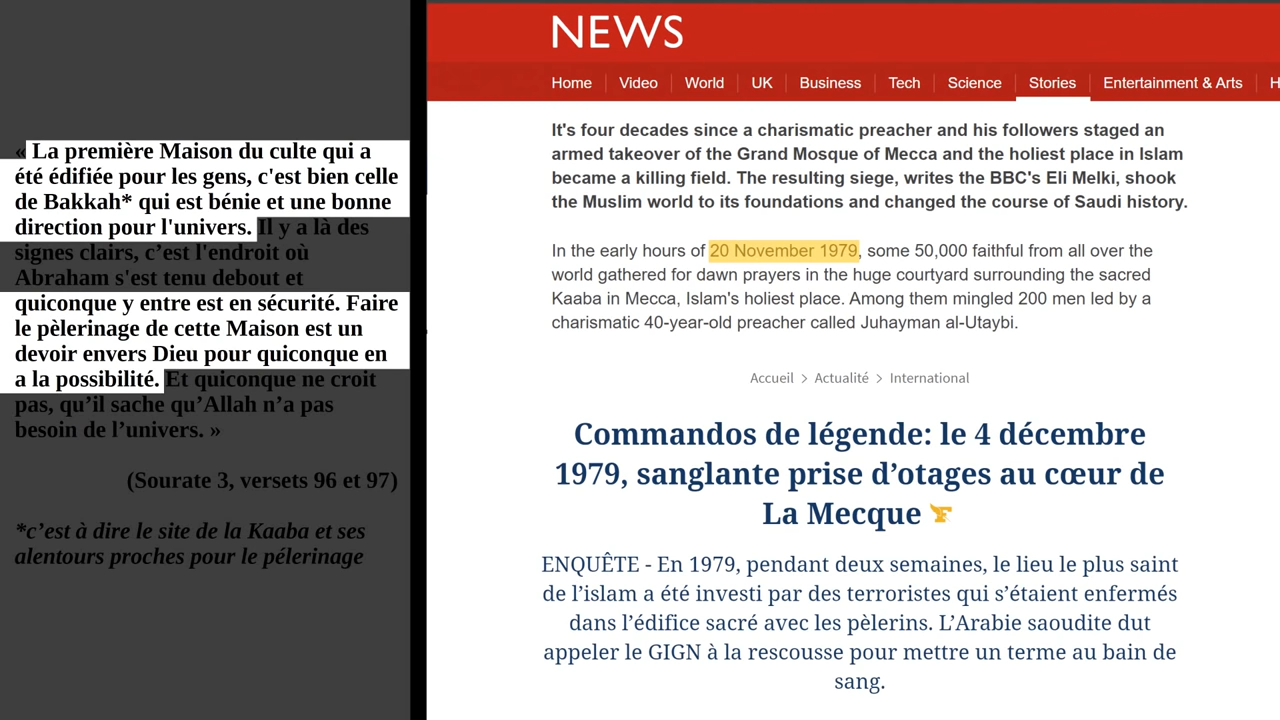 « La première Maison du culte qui a
été édifiée pour les gens, c'est bien celle
de Bakkah* qui est bénie et une bonne
direction pour l'univers. Il y a là des
signes clairs, c’est l'endroit où
Abraham s'est tenu debout et
quiconque y entre est en sécurité. Faire
le pèlerinage de cette Maison est un
devoir envers Dieu pour quiconque en
a la possibilité. Et quiconque ne croit
pas, qu’il sache qu’Allah n’a pas
besoin de l’univers. »
(Sourate 3, versets 96 et 97)
*c’est à dire le site de la Kaaba et ses
alentours proches pour le pélerinage
NEWS
Home Video World UK Business Tech Science Stories Entertainment & Arts H
It's four decades since a charismatic preacher and his followers staged an
armed takeover of the Grand Mosque of Mecca and the holiest place in Islam
became a killing field. The resulting siege, writes the BBC's Eli Melki, shook
the Muslim world to its foundations and changed the course of Saudi history.
In the early hours of 20 November 1979, some 50,000 faithful from all over the
world gathered for dawn prayers in the huge courtyard surrounding the sacred
Kaaba in Mecca, Islam's holiest place. Among them mingled 200 men led by a
charismatic 40-year-old preacher called Juhayman al-Utaybi.
Accueil > Actualité > International
Commandos de légende: le 4 décembre
1979, sanglante prise d’otages au cœur de
La Mecque
ENQUÊTE - En 1979, pendant deux semaines, le lieu le plus saint
de l’islam a été investi par des terroristes qui s’étaient enfermés
dans l’édifice sacré avec les pèlerins. L’Arabie saoudite dut
appeler le GIGN à la rescousse pour mettre un terme au bain de
sang.